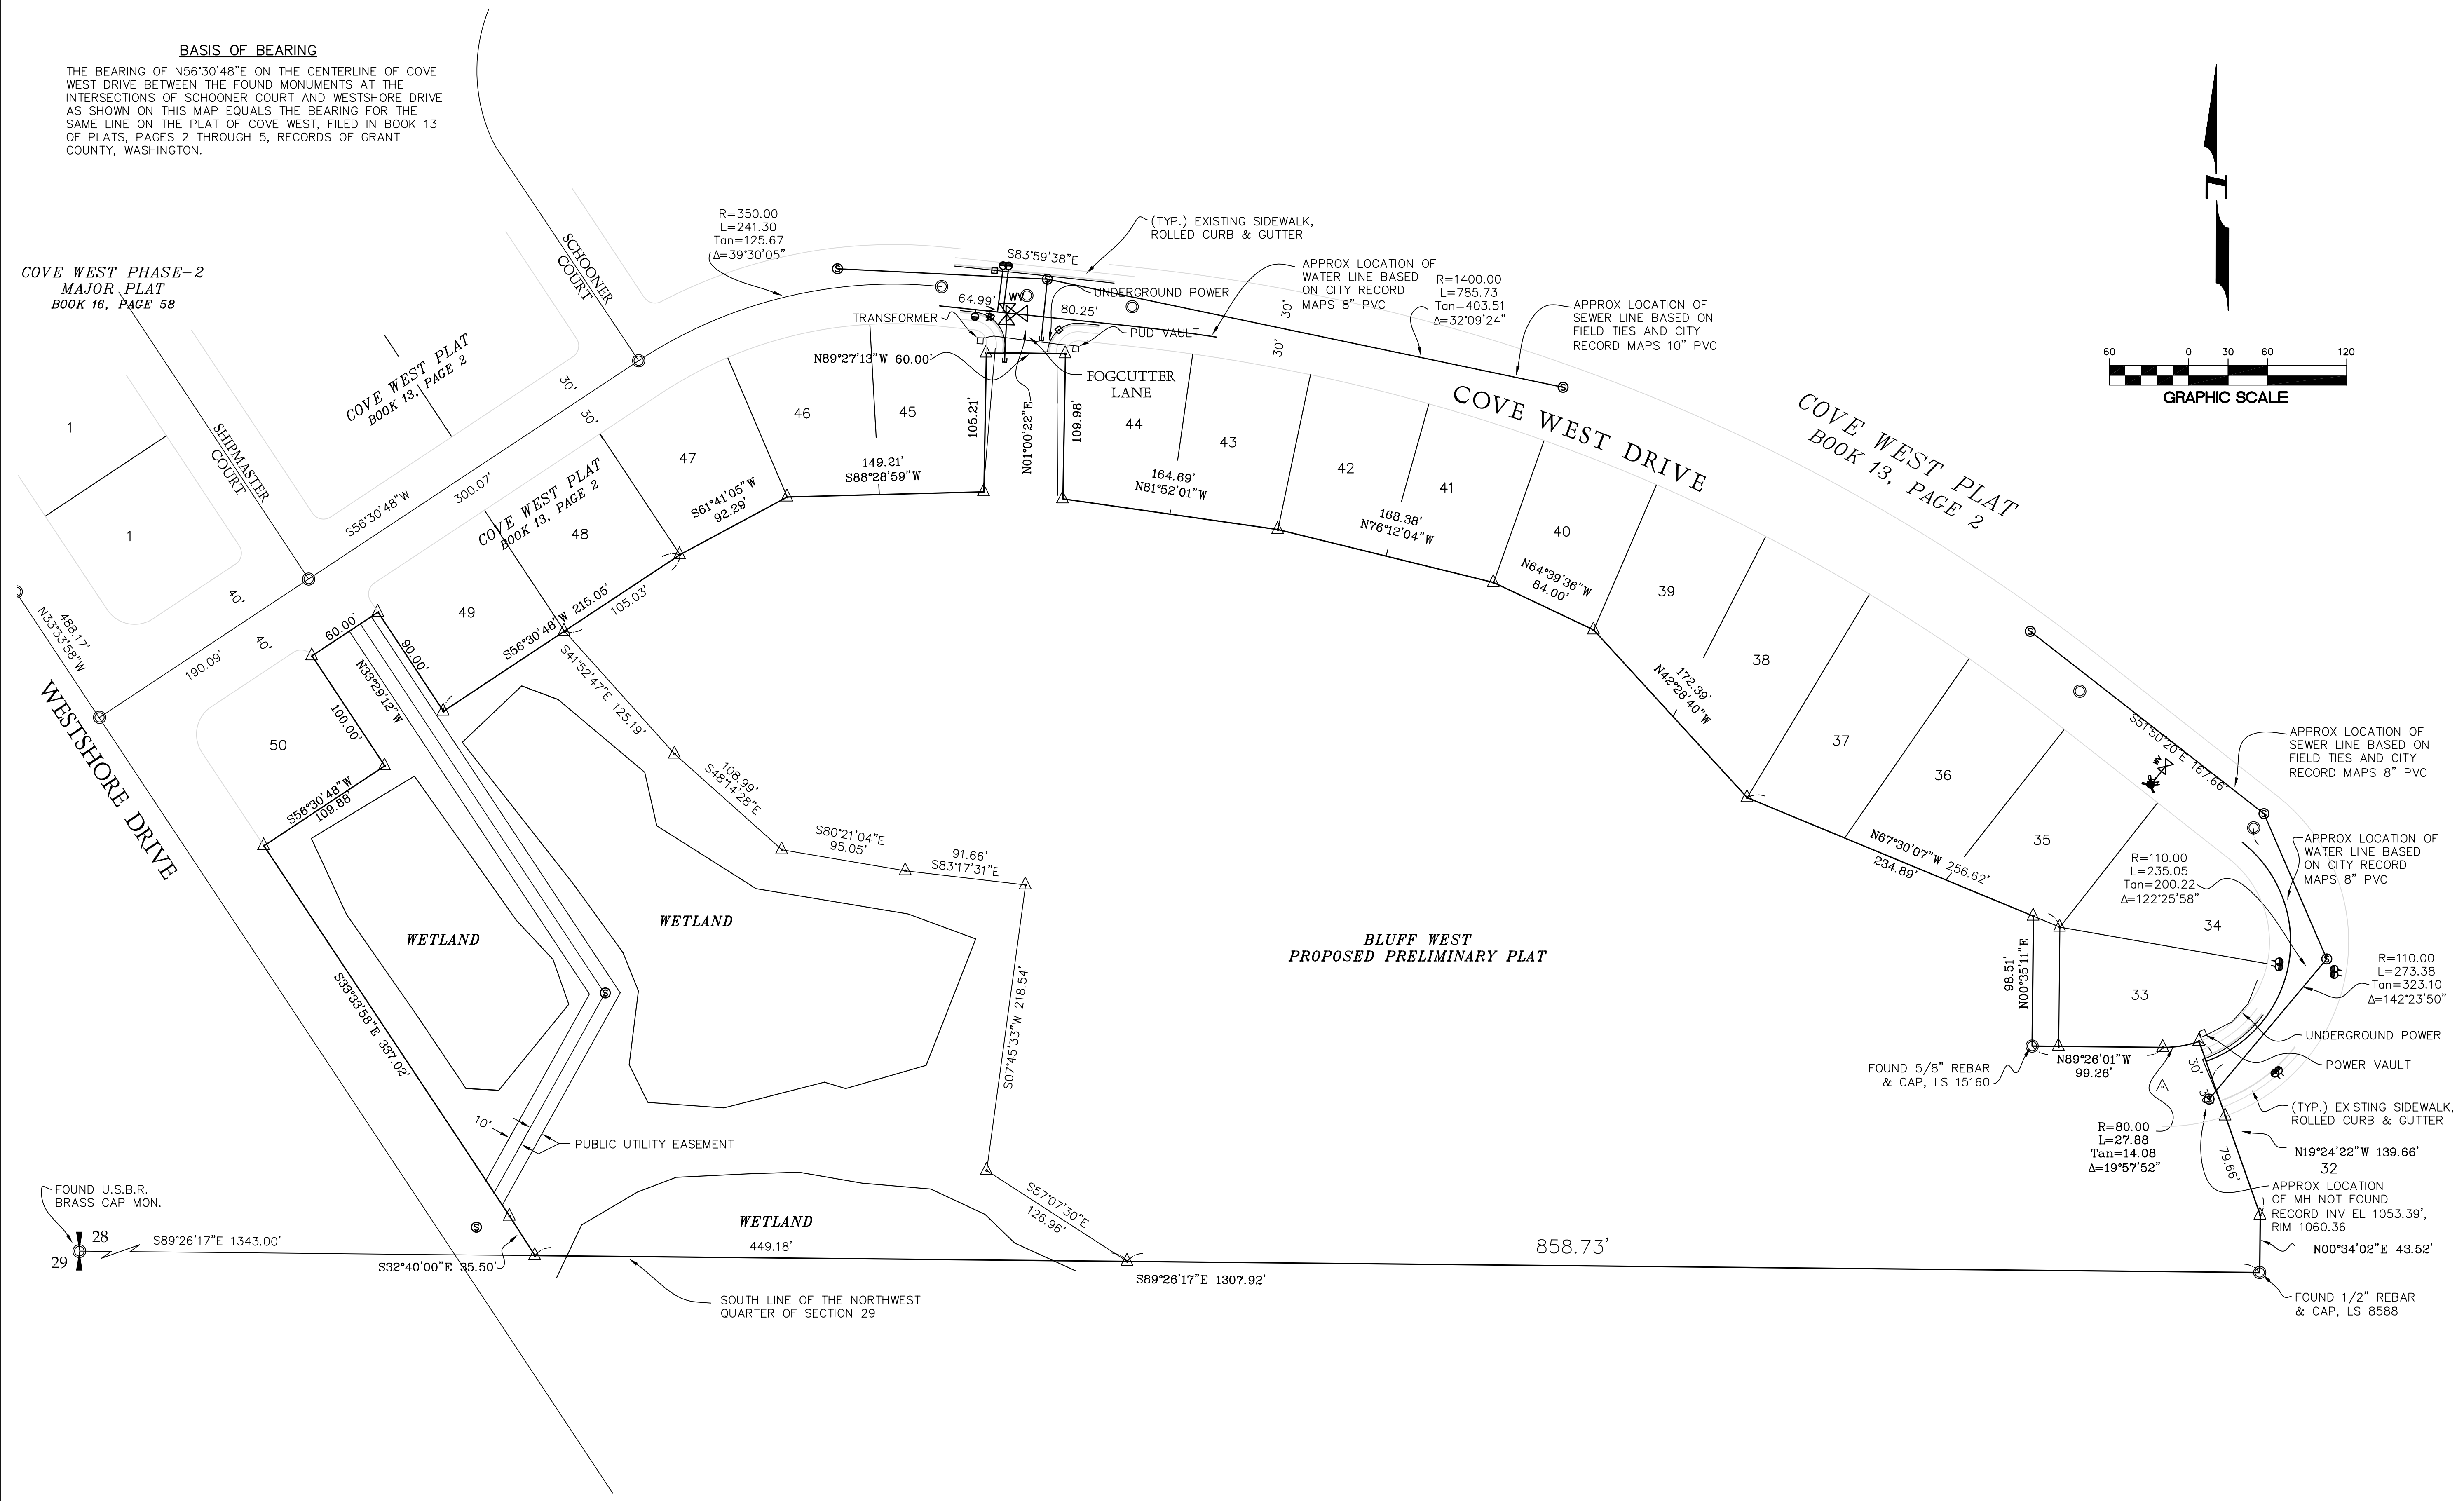 BASIS OF BEARING
THE BEARING OF N56°30'48"E ON THE CENTERLINE OF COVE
WEST DRIVE BETWEEN THE FOUND MONUMENTS AT THE
INTERSECTIONS OF SCHOONER COURT AND WESTSHORE DRIVE
AS SHOWN ON THIS MAP EQUALS THE BEARING FOR THE
SAME LINE ON THE PLAT OF COVE WEST, FILED IN BOOK 13
OF PLATS, PAGES 2 THROUGH 5, RECORDS OF GRANT
COUNTY, WASHINGTON.
COVE WEST PHASE-2
MAJOR PLAT
BOOK 16, PAGE 58
1
1
SHIPMASTER
COURT
SCHOONER
COURT
COVE WEST PLAT
BOOK 13, PAGE 2
R=350.00
L=241.30
Tan=125.67
Δ=39°30'05"
S83°59'38"E
(TYP.) EXISTING SIDEWALK,
ROLLED CURB & GUTTER
64.99'
WV
UNDERGROUND POWER
80.25'
TRANSFORMER
PUD VAULT
N89°27'13"W 60.00'
FOGCUTTER
LANE
APPROX LOCATION OF
WATER LINE BASED
ON CITY RECORD
MAPS 8" PVC
R=1400.00
L=785.73
Tan=403.51
Δ=32°09'24"
APPROX LOCATION OF
SEWER LINE BASED ON
FIELD TIES AND CITY
RECORD MAPS 10" PVC
30'
30'
COVE WEST DRIVE
COVE WEST PLAT
BOOK 13, PAGE 2
60
0
30
60
120
GRAPHIC SCALE
30'
30'
S56°30'48"W
300.07'
COVE WEST PLAT
BOOK 13, PAGE 2
40'
40'
190.09'
488.17'
N33°33'58"W
WESTSHORE DRIVE
50
49
48
47
46
45
44
43
42
41
40
39
38
37
36
35
34
33
32
60.00'
90.00'
N33°29'12"W
100.00'
S56°30'48"W
109.88'
S56°30'48"W 215.05'
105.03'
S61°41'05"W
92.29'
149.21'
S88°28'59"W
105.21'
N01°00'22"E
109.98'
164.69'
N81°52'01"W
168.38'
N76°12'04"W
N64°39'36"W
84.00'
172.39'
N42°28'40"W
N67°30'07"W 256.62'
234.89'
S41°52'47"E 125.19'
108.99'
S48°14'28"E
S80°21'04"E
95.05'
91.66'
S83°17'31"E
S07°45'33"W 218.54'
S57°07'30"E
126.96'
WETLAND
WETLAND
WETLAND
BLUFF WEST
PROPOSED PRELIMINARY PLAT
S51°50'20"E 167.66
WV
APPROX LOCATION OF
SEWER LINE BASED ON
FIELD TIES AND CITY
RECORD MAPS 8" PVC
APPROX LOCATION OF
WATER LINE BASED
ON CITY RECORD
MAPS 8" PVC
R=110.00
L=235.05
Tan=200.22
Δ=122°25'58"
R=110.00
L=273.38
Tan=323.10
Δ=142°23'50"
UNDERGROUND POWER
POWER VAULT
(TYP.) EXISTING SIDEWALK,
ROLLED CURB & GUTTER
98.51'
N00°35'11"E
FOUND 5/8" REBAR
& CAP, LS 15160
N89°26'01"W
99.26'
30'
R=80.00
L=27.88
Tan=14.08
Δ=19°57'52"
N19°24'22"W 139.66'
79.66'
APPROX LOCATION
OF MH NOT FOUND
RECORD INV EL 1053.39',
RIM 1060.36
N00°34'02"E 43.52'
FOUND 1/2" REBAR
& CAP, LS 8588
S33°33'58"E 337.02'
10'
PUBLIC UTILITY EASEMENT
FOUND U.S.B.R.
BRASS CAP MON.
28
29
S89°26'17"E 1343.00'
S32°40'00"E 35.50'
449.18'
858.73'
S89°26'17"E 1307.92'
SOUTH LINE OF THE NORTHWEST
QUARTER OF SECTION 29